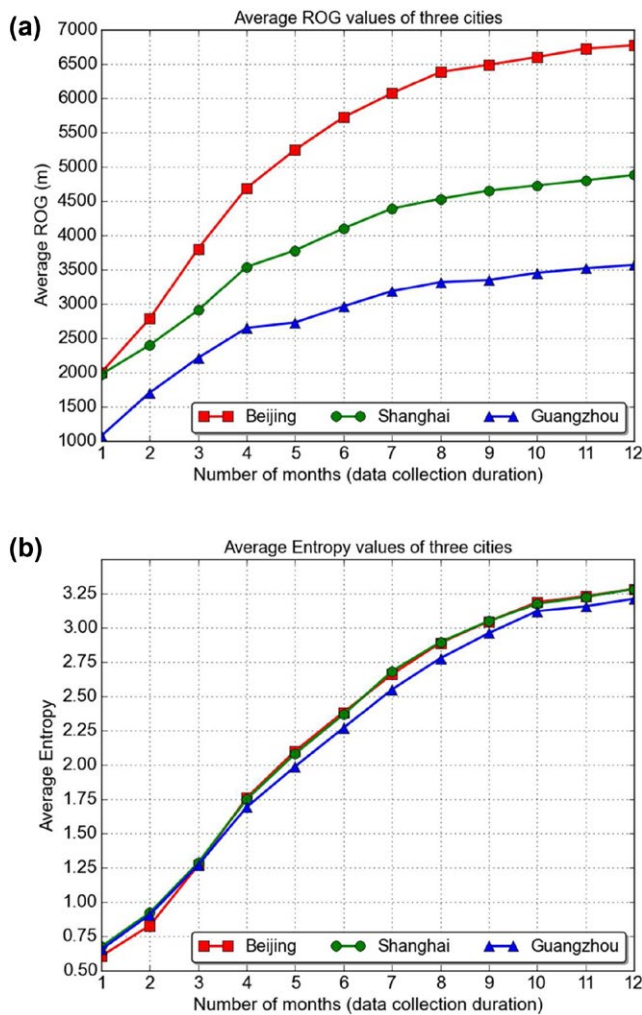 (a)
Average ROG values of three cities
7000
6500
6000
5500
5000
4500
4000
3500
3000
2500
2000
1500
1000
Average ROG (m)
Beijing Shanghai Guangzhou
1 2 3 4 5 6 7 8 9 10 11 12
Number of months (data collection duration)
(b)
Average Entropy values of three cities
3.25
3.00
2.75
2.50
2.25
2.00
1.75
1.50
1.25
1.00
0.75
0.50
Average Entropy
Beijing Shanghai Guangzhou
1 2 3 4 5 6 7 8 9 10 11 12
Number of months (data collection duration)